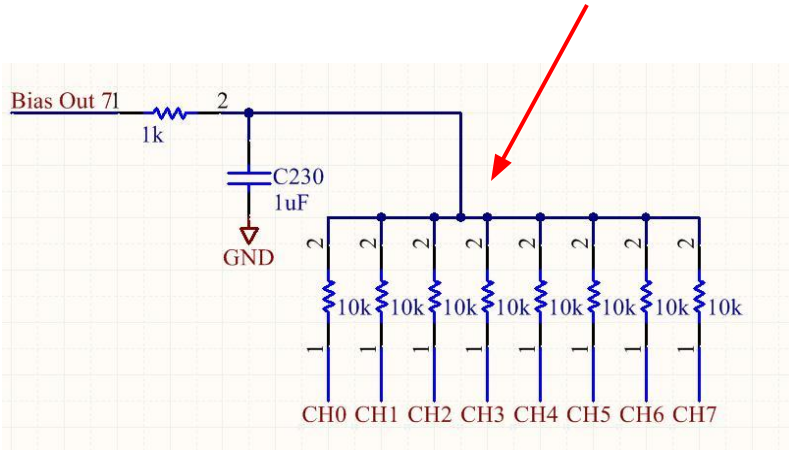 Bias Out 7 1 2
1k
C230
1uF
GND
2 2 2 2 2 2 2 2
10k 10k 10k 10k 10k 10k 10k 10k
1 1 1 1 1 1 1 1
CH0 CH1 CH2 CH3 CH4 CH5 CH6 CH7